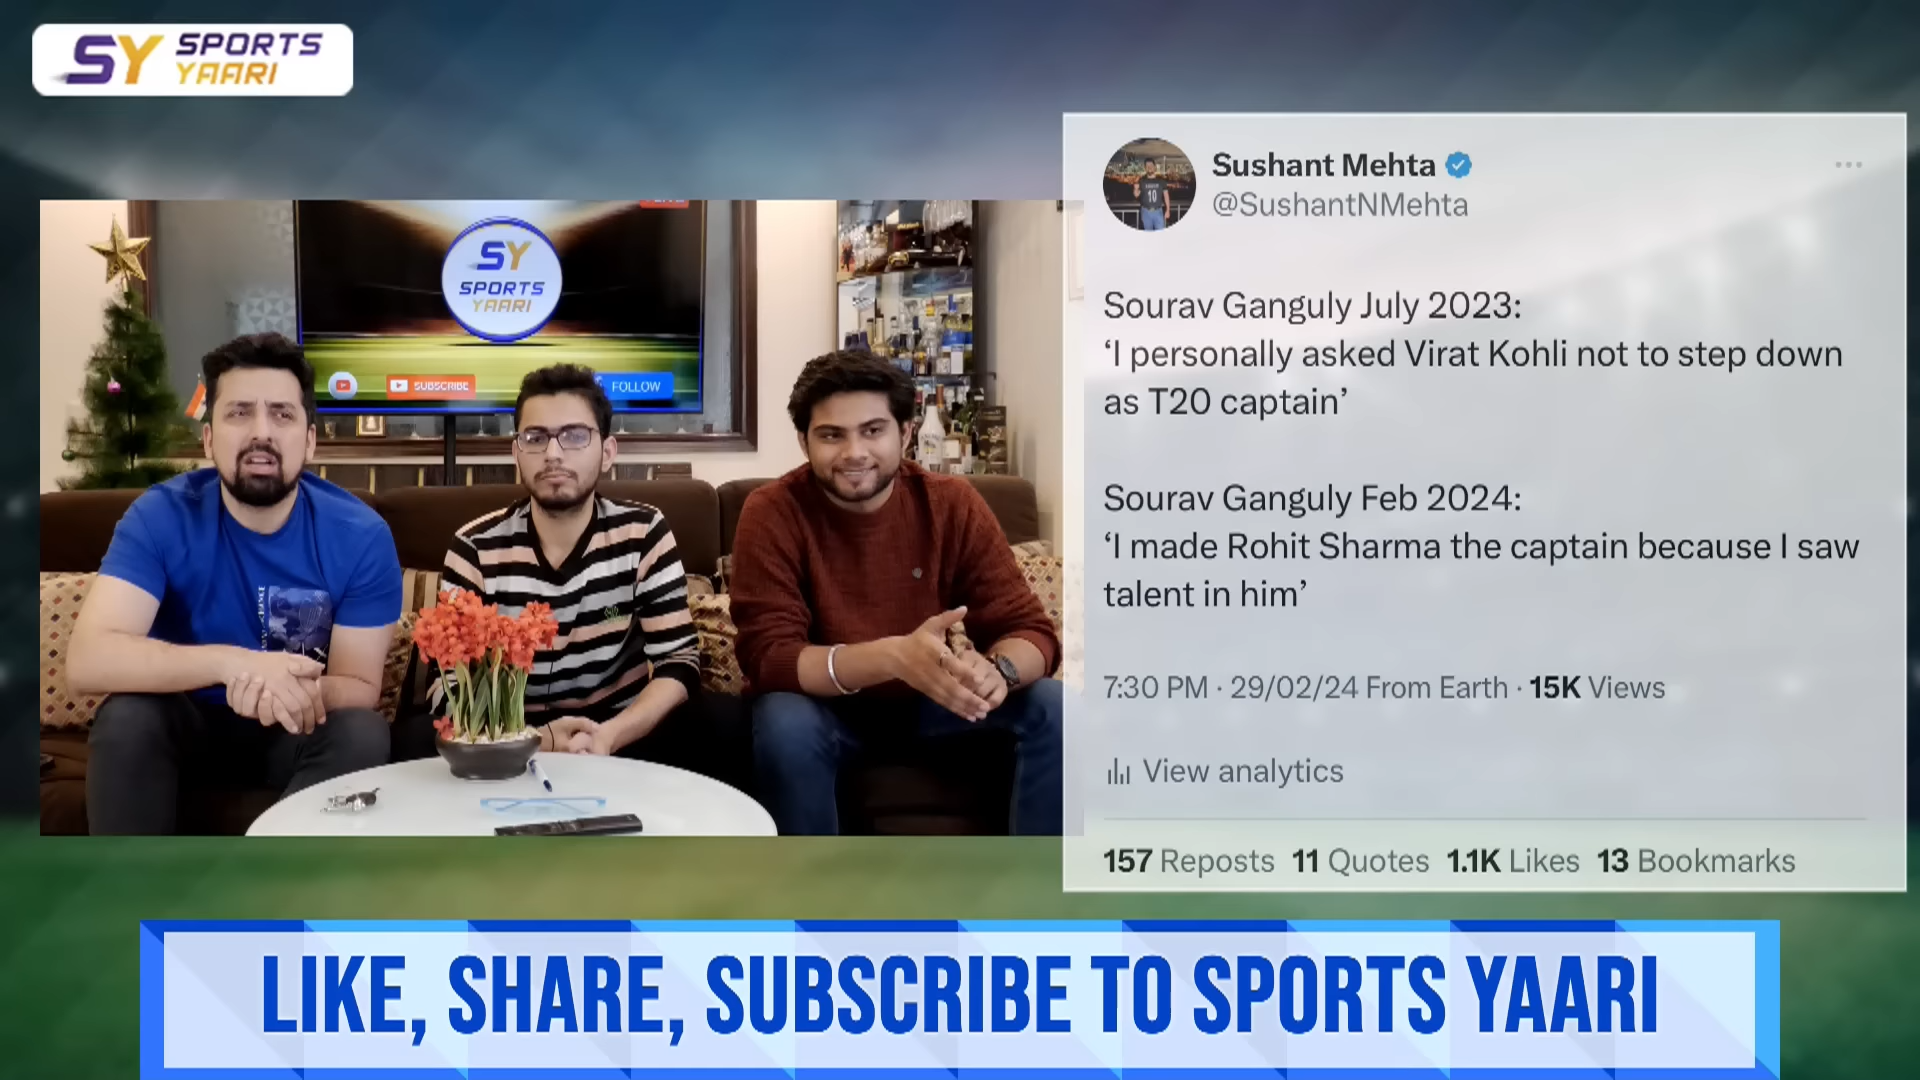 SY SPORTS
YAARI
SY
SPORTS
YAARI
SUBSCRIBE
FOLLOW
Sushant Mehta
@SushantNMehta
Sourav Ganguly July 2023:
‘I personally asked Virat Kohli not to step down
as T20 captain’
Sourav Ganguly Feb 2024:
‘I made Rohit Sharma the captain because I saw
talent in him’
7:30 PM · 29/02/24 From Earth · 15K Views
View analytics
157 Reposts 11 Quotes 1.1K Likes 13 Bookmarks
LIKE, SHARE, SUBSCRIBE TO SPORTS YAARI